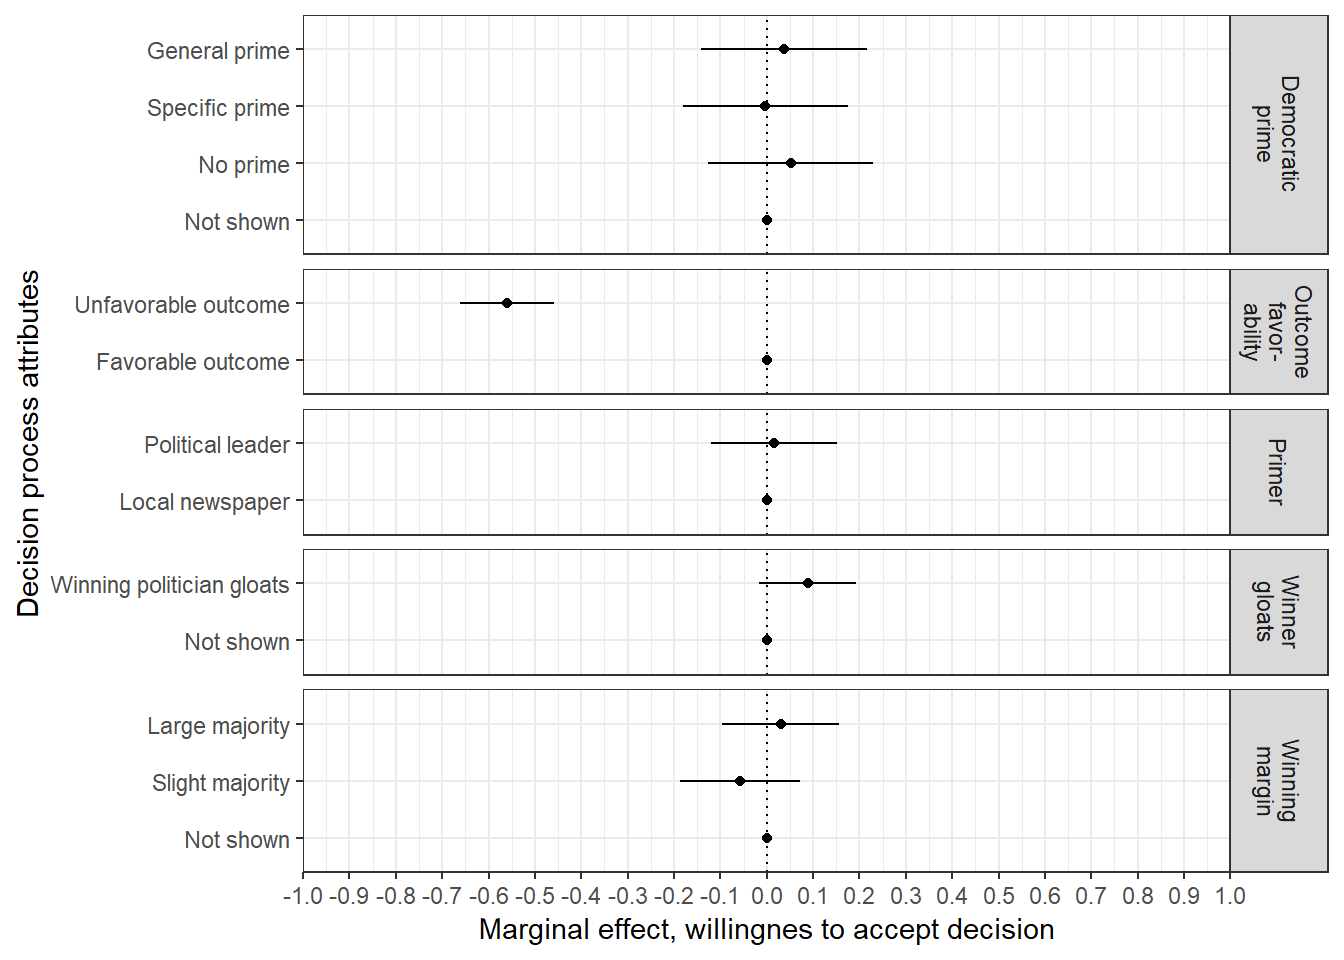 Decision process attributes
General prime
Specific prime
No prime
Not shown
Democratic
prime
Unfavorable outcome
Favorable outcome
Outcome
favor-
ability
Political leader
Local newspaper
Primer
Winning politician gloats
Not shown
Winner
gloats
Large majority
Slight majority
Not shown
Winning
margin
-1.0 -0.9 -0.8 -0.7 -0.6 -0.5 -0.4 -0.3 -0.2 -0.1 0.0 0.1 0.2 0.3 0.4 0.5 0.6 0.7 0.8 0.9 1.0
Marginal effect, willingnes to accept decision